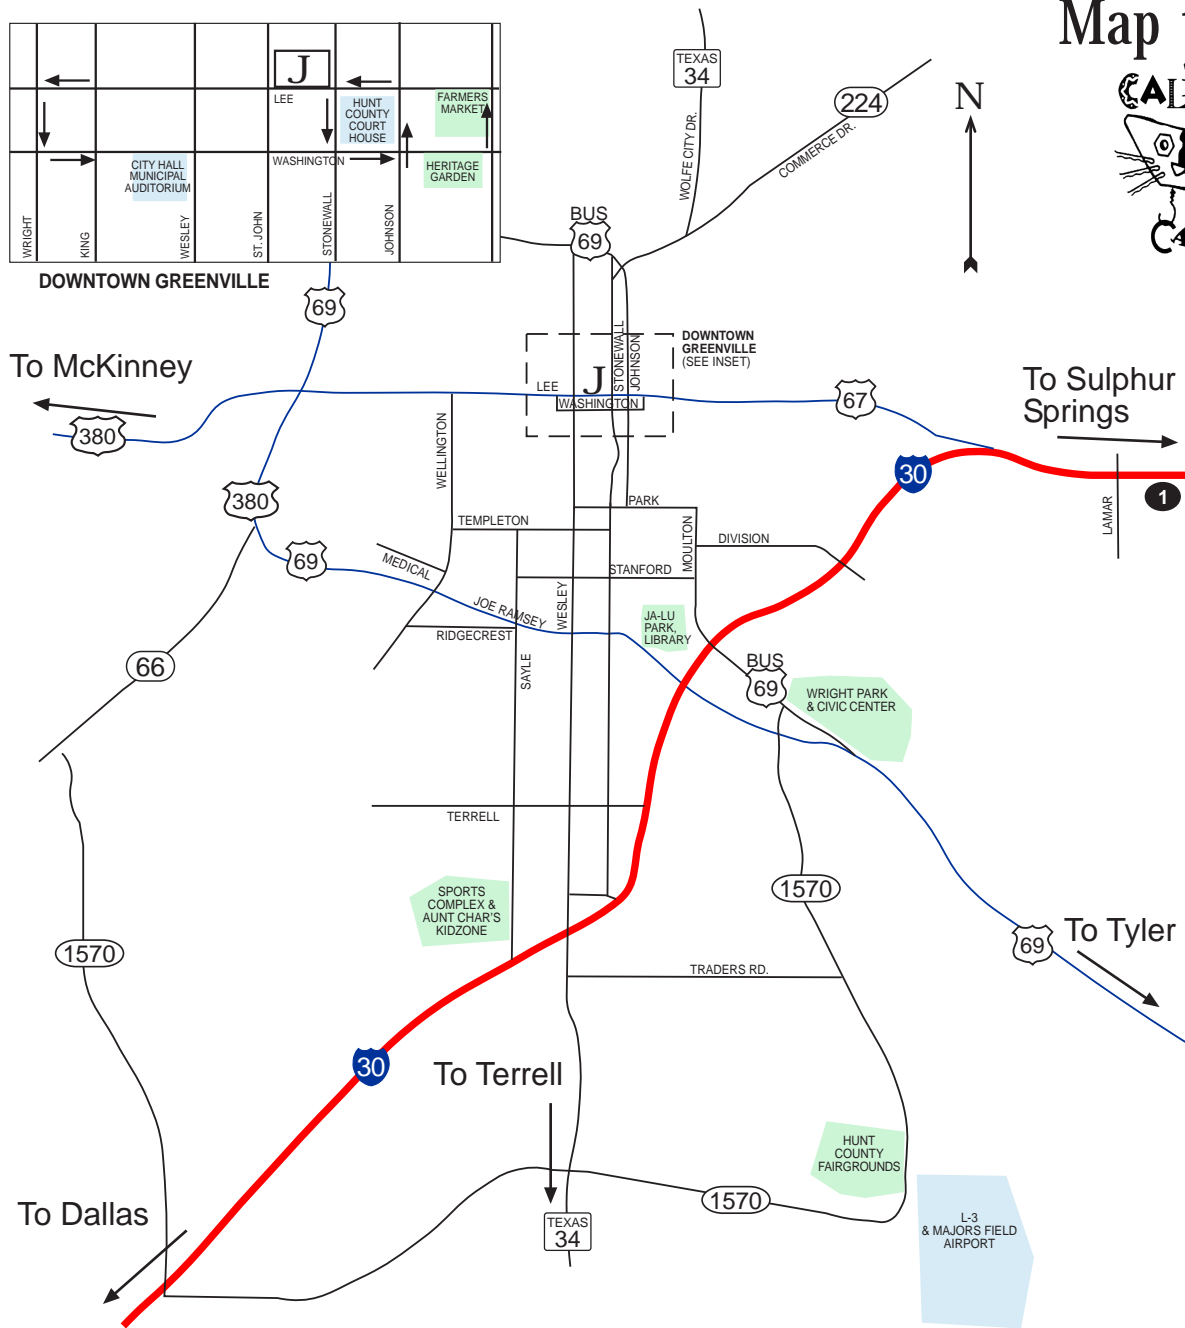 Map
CAL
CA
N
J
LEE
HUNT
COUNTY
COURT
HOUSE
FARMERS
MARKET
WASHINGTON
CITY HALL
MUNICIPAL
AUDITORIUM
HERITAGE
GARDEN
WRIGHT
KING
WESLEY
ST. JOHN
STONEWALL
JOHNSON
DOWNTOWN GREENVILLE
TEXAS
34
224
WOLFE CITY DR.
COMMERCE DR.
BUS
69
69
DOWNTOWN
GREENVILLE
(SEE INSET)
STONEWALL
JOHNSON
J
LEE
WASHINGTON
To McKinney
380
67
To Sulphur
Springs
30
1
LAMAR
WELLINGTON
380
PARK
TEMPLETON
MOULTON
DIVISION
69
MEDICAL
STANFORD
WESLEY
JOE RAMSEY
JA-LU
PARK,
LIBRARY
RIDGECREST
SAYLE
66
BUS
69
WRIGHT PARK
& CIVIC CENTER
TERRELL
SPORTS
COMPLEX &
AUNT CHAR'S
KIDZONE
1570
1570
69
To Tyler
TRADERS RD.
30
To Terrell
HUNT
COUNTY
FAIRGROUNDS
1570
To Dallas
TEXAS
34
L-3
& MAJORS FIELD
AIRPORT